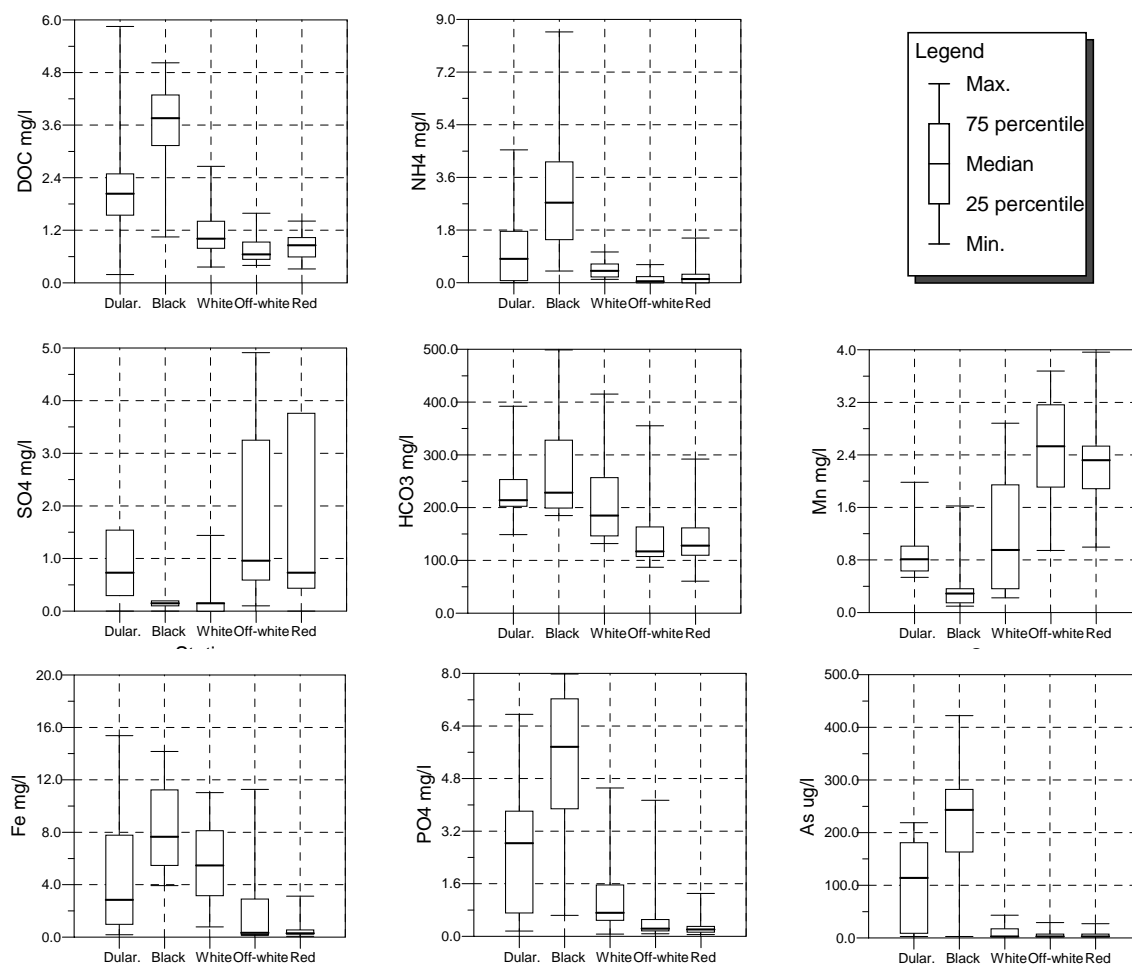 6.0
4.8
3.6
2.4
1.2
0.0
DOC mg/l
Dular. Black White Off-white Red
9.0
7.2
5.4
3.6
1.8
0.0
NH4 mg/l
Dular. Black White Off-white Red
Legend
Max.
75 percentile
Median
25 percentile
Min.
5.0
4.0
3.0
2.0
1.0
0.0
SO4 mg/l
Dular. Black White Off-white Red
500.0
400.0
300.0
200.0
100.0
0.0
HCO3 mg/l
Dular. Black White Off-white Red
4.0
3.2
2.4
1.6
0.8
0.0
Mn mg/l
Dular. Black White Off-white Red
20.0
16.0
12.0
8.0
4.0
0.0
Fe mg/l
Dular. Black White Off-white Red
8.0
6.4
4.8
3.2
1.6
0.0
PO4 mg/l
Dular. Black White Off-white Red
500.0
400.0
300.0
200.0
100.0
0.0
As ug/l
Dular. Black White Off-white Red